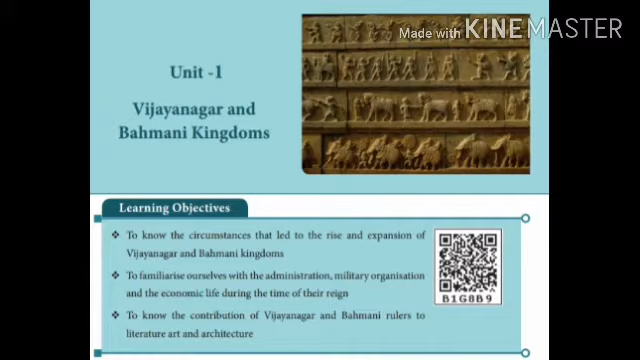 Made with KINEMASTER
Unit -1
Vijayanagar and
Bahmani Kingdoms
Learning Objectives
❖ To know the circumstances that led to the rise and expansion of
Vijayanagar and Bahmani kingdoms
❖ To familiarise ourselves with the administration, military organisation
and the economic life during the time of their reign
❖ To know the contribution of Vijayanagar and Bahmani rulers to
literature art and architecture
B1G8B9